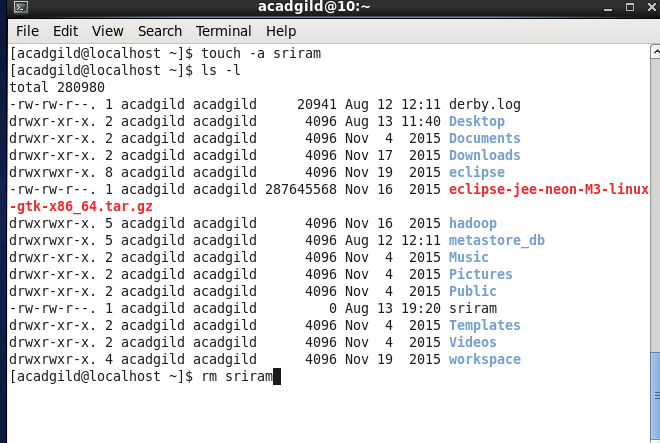 acadgild@10:~
File Edit View Search Terminal Help
[acadgild@localhost ~]$ touch -a sriram
[acadgild@localhost ~]$ ls -l
total 280980
-rw-rw-r--. 1 acadgild acadgild     20941 Aug 12 12:11 derby.log
drwxr-xr-x. 2 acadgild acadgild      4096 Aug 13 11:40 Desktop
drwxr-xr-x. 2 acadgild acadgild      4096 Nov  4  2015 Documents
drwxr-xr-x. 2 acadgild acadgild      4096 Nov 17  2015 Downloads
drwxrwxr-x. 8 acadgild acadgild      4096 Nov 19  2015 eclipse
-rw-rw-r--. 1 acadgild acadgild 287645568 Nov 16  2015 eclipse-jee-neon-M3-linux
-gtk-x86_64.tar.gz
drwxrwxr-x. 5 acadgild acadgild      4096 Nov 16  2015 hadoop
drwxrwxr-x. 5 acadgild acadgild      4096 Aug 12 12:11 metastore_db
drwxr-xr-x. 2 acadgild acadgild      4096 Nov  4  2015 Music
drwxr-xr-x. 2 acadgild acadgild      4096 Nov  4  2015 Pictures
drwxr-xr-x. 2 acadgild acadgild      4096 Nov  4  2015 Public
-rw-rw-r--. 1 acadgild acadgild         0 Aug 13 19:20 sriram
drwxr-xr-x. 2 acadgild acadgild      4096 Nov  4  2015 Templates
drwxr-xr-x. 2 acadgild acadgild      4096 Nov  4  2015 Videos
drwxrwxr-x. 4 acadgild acadgild      4096 Nov 19  2015 workspace
[acadgild@localhost ~]$ rm sriram